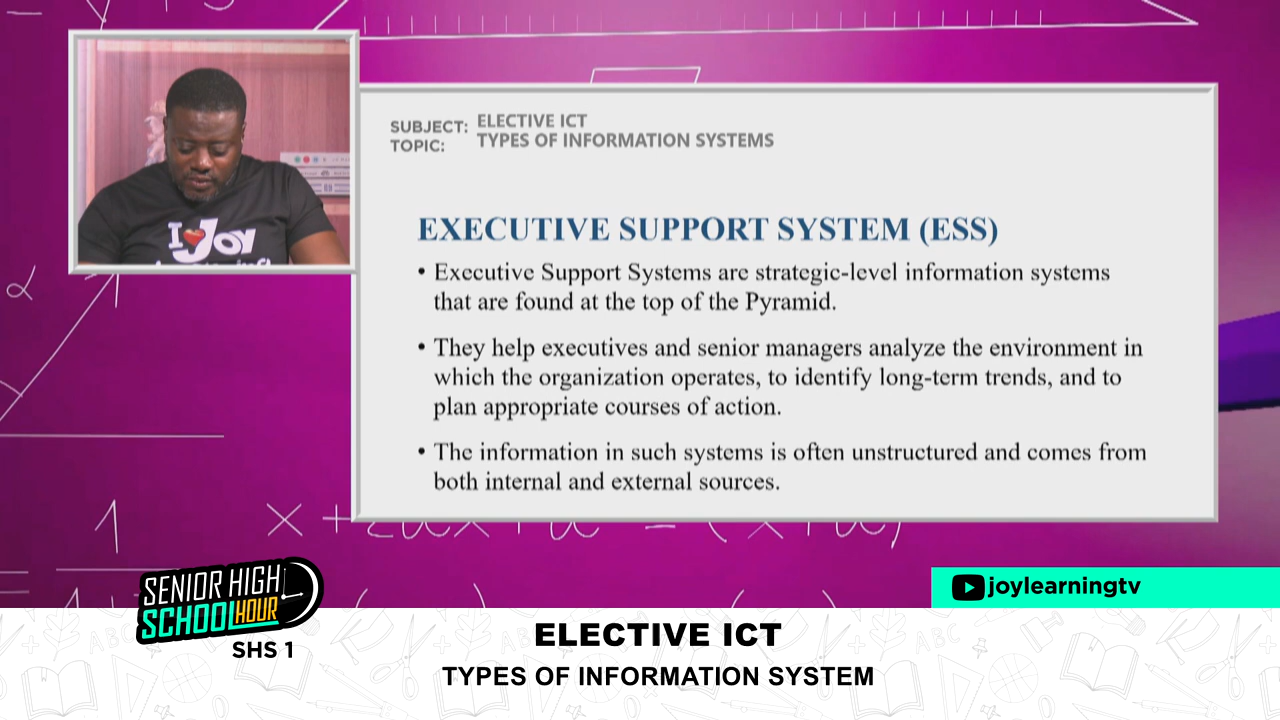 SUBJECT: ELECTIVE ICT
TOPIC: TYPES OF INFORMATION SYSTEMS
EXECUTIVE SUPPORT SYSTEM (ESS)
• Executive Support Systems are strategic-level information systems
that are found at the top of the Pyramid.
• They help executives and senior managers analyze the environment in
which the organization operates, to identify long-term trends, and to
plan appropriate courses of action.
• The information in such systems is often unstructured and comes from
both internal and external sources.
I Joy
α
1
SENIOR HIGH
SCHOOL HOUR
SHS 1
joylearningtv
ELECTIVE ICT
TYPES OF INFORMATION SYSTEM